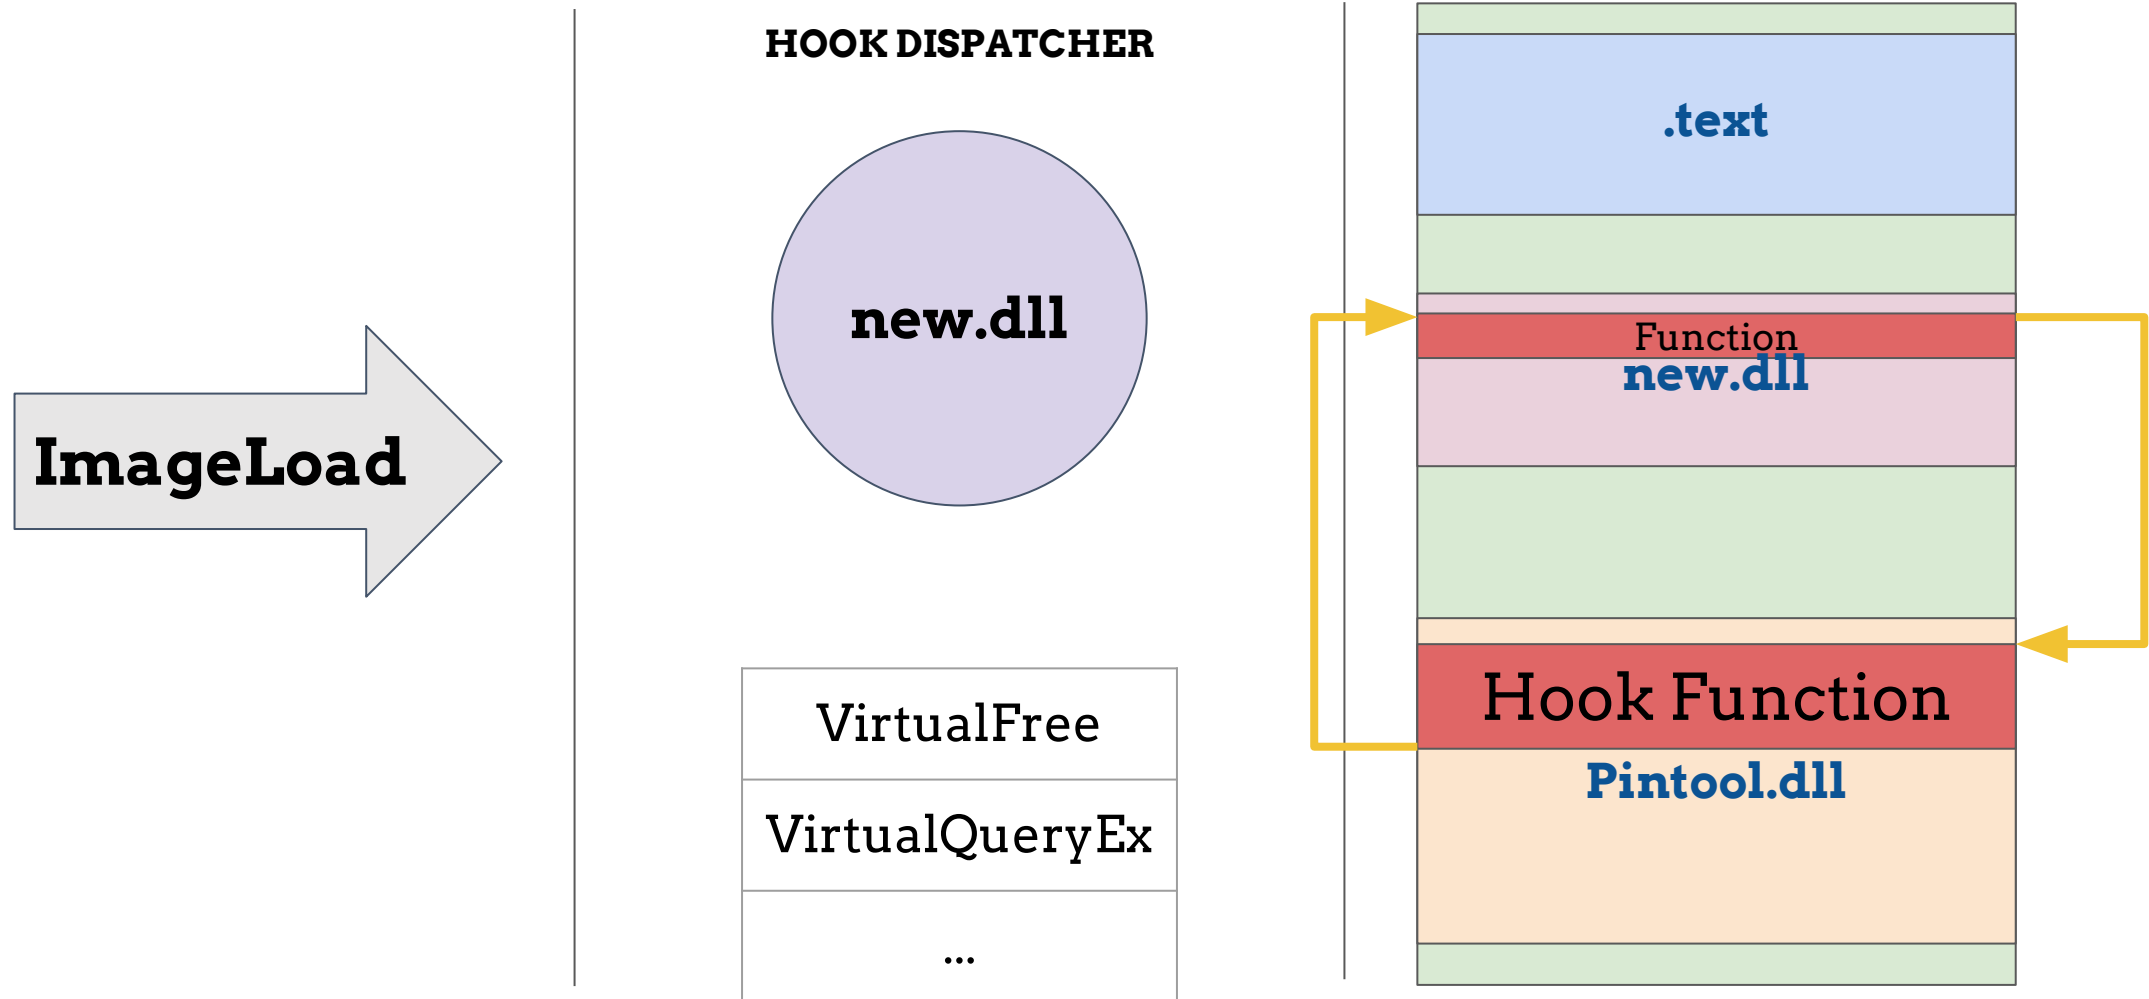 ImageLoad
HOOK DISPATCHER
new.dll
VirtualFree
VirtualQueryEx
...
.text
Function
new.dll
Hook Function
Pintool.dll